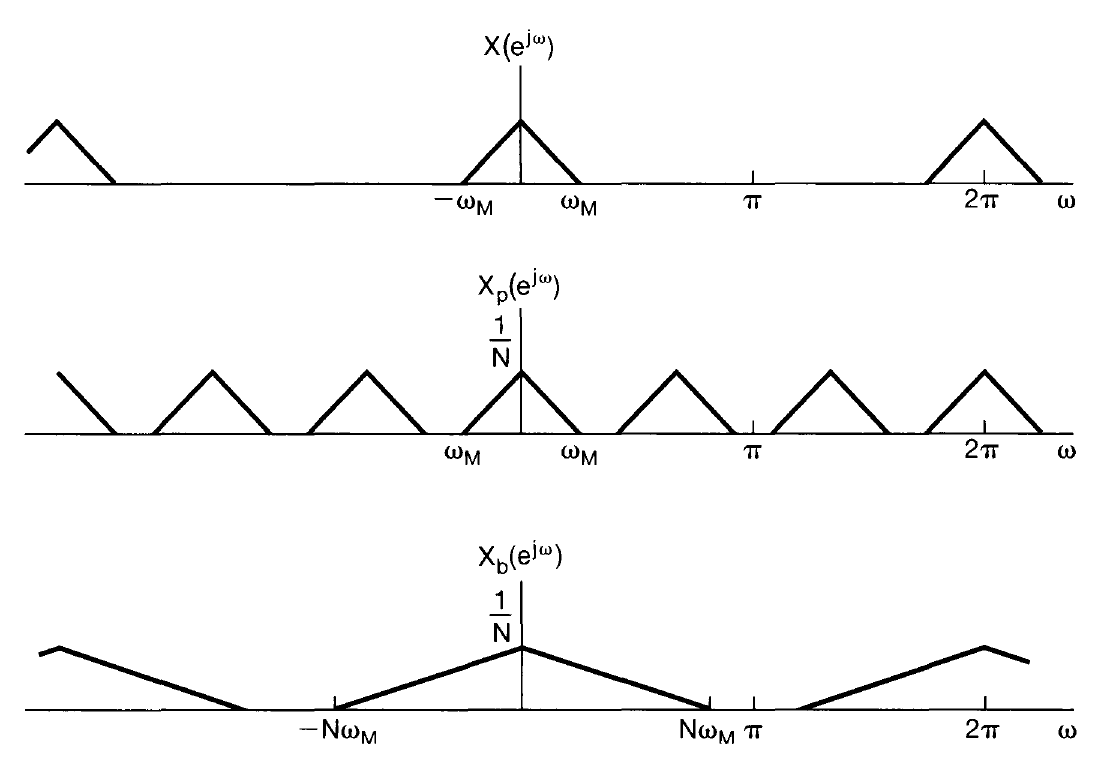 X(e^jω)
−ω_M ω_M π 2π ω
X_p(e^jω)
1/N
ω_M ω_M π 2π ω
X_b(e^jω)
1/N
−Nω_M Nω_M π 2π ω